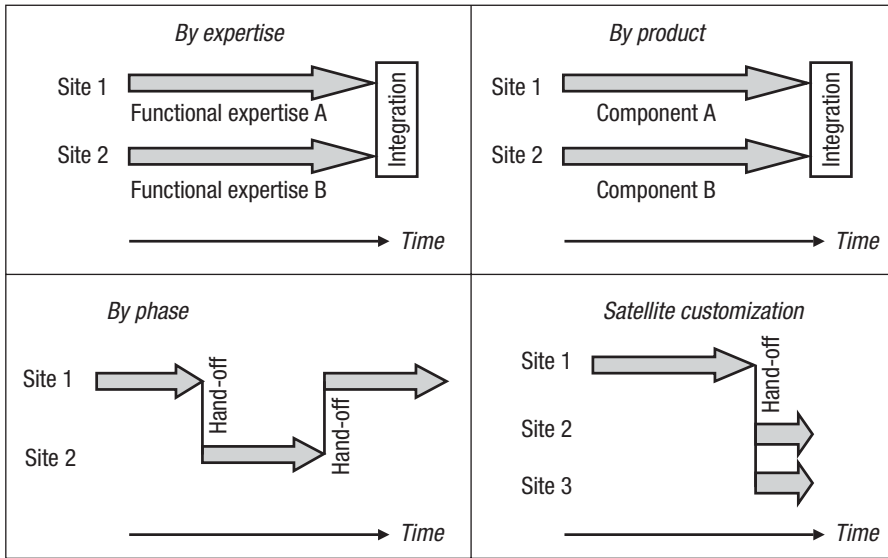 By expertise
Site 1
Functional expertise A
Site 2
Functional expertise B
Integration
Time
By product
Site 1
Component A
Site 2
Component B
Integration
Time
By phase
Site 1
Hand-off
Site 2
Hand-off
Time
Satellite customization
Site 1
Hand-off
Site 2
Site 3
Time